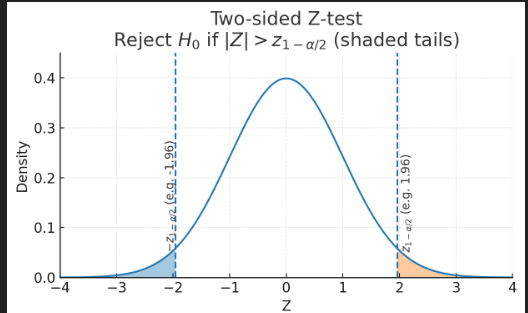 Two-sided Z-test
Reject H₀ if |Z| > z₁₋α/₂ (shaded tails)
Density
0.4
0.3
0.2
0.1
0.0
−z₁₋α/₂ (e.g. -1.96)
z₁₋α/₂ (e.g. 1.96)
−4 −3 −2 −1 0 1 2 3 4
Z